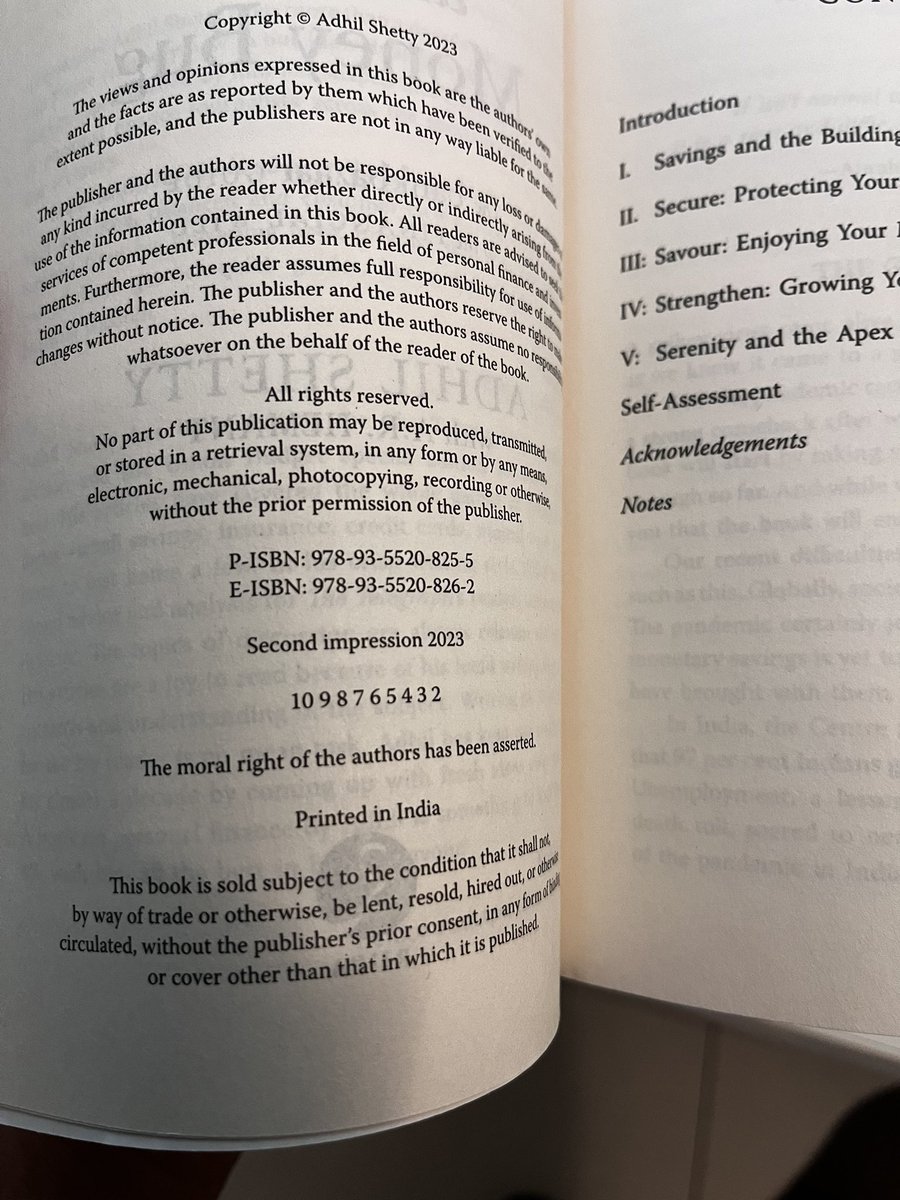 Copyright © Adhil Shetty 2023
The views and opinions expressed in this book are the authors' own
and the facts are as reported by them which have been verified to the
extent possible, and the publishers are not in any way liable for the same.
The publisher and the authors will not be responsible for any loss or damage
any kind incurred by the reader whether directly or indirectly arising from the
use of the information contained in this book. All readers are advised to seek
services of competent professionals in the field of personal finance and
ments. Furthermore, the reader assumes full responsibility for use of
tion contained herein. The publisher and the authors reserve the right to
changes without notice. The publisher and the authors assume no
whatsoever on the behalf of the reader of the book.
All rights reserved.
No part of this publication may be reproduced, transmitted,
or stored in a retrieval system, in any form or by any means,
electronic, mechanical, photocopying, recording or otherwise,
without the prior permission of the publisher.
P-ISBN: 978-93-5520-825-5
E-ISBN: 978-93-5520-826-2
Second impression 2023
10 9 8 7 6 5 4 3 2
The moral right of the authors has been asserted.
Printed in India
This book is sold subject to the condition that it shall not,
by way of trade or otherwise, be lent, resold, hired out, or otherwise
circulated, without the publisher's prior consent, in any form of
or cover other than that in which it is published.
Introduction
I. Savings and the Building
II. Secure: Protecting Your
III: Savour: Enjoying Your
IV: Strengthen: Growing
V: Serenity and the Apex
Self-Assessment
Acknowledgements
Notes